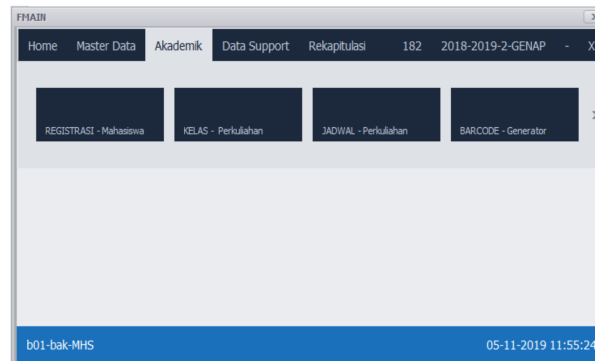 FMAIN
Home Master Data Akademik Data Support Rekapitulasi 182 2018-2019-2-GENAP - X
REGISTRASI - Mahasiswa KELAS - Perkuliahan JADWAL - Perkuliahan BARCODE - Generator
b01-bak-MHS 05-11-2019 11:55:24